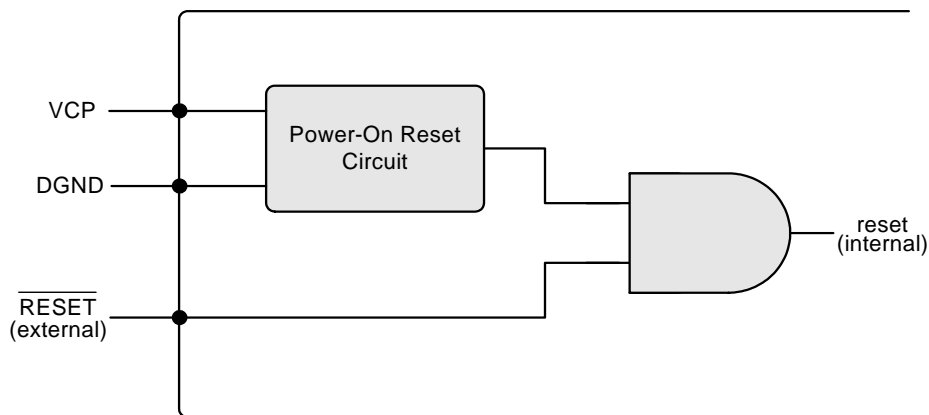 VCP
DGND
RESET
(external)
Power-On Reset
Circuit
reset
(internal)